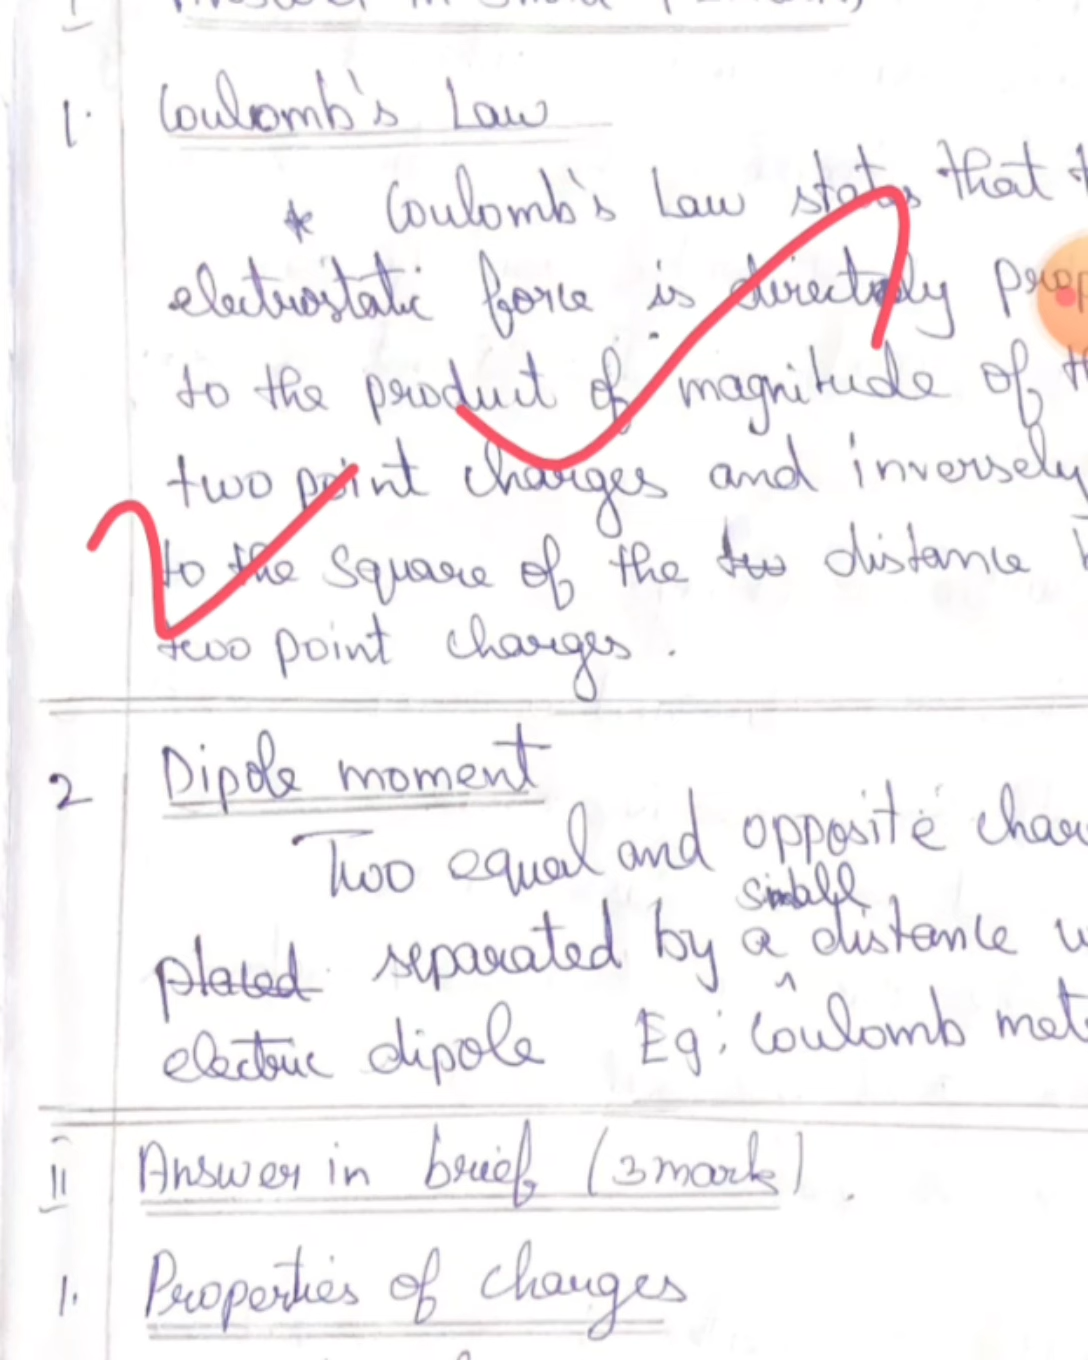 I
1. Coulomb's Law
* Coulomb's Law states that
electrostatic force is directly prop
to the product of magnitude of
two point charges and inversely
to the square of the two distance
two point charges.
2 Dipole moment
Two equal and opposite char
small
placed separated by a distance
electric dipole Eg: Coulomb met
II Answer in brief (3 mark).
1. Properties of charges